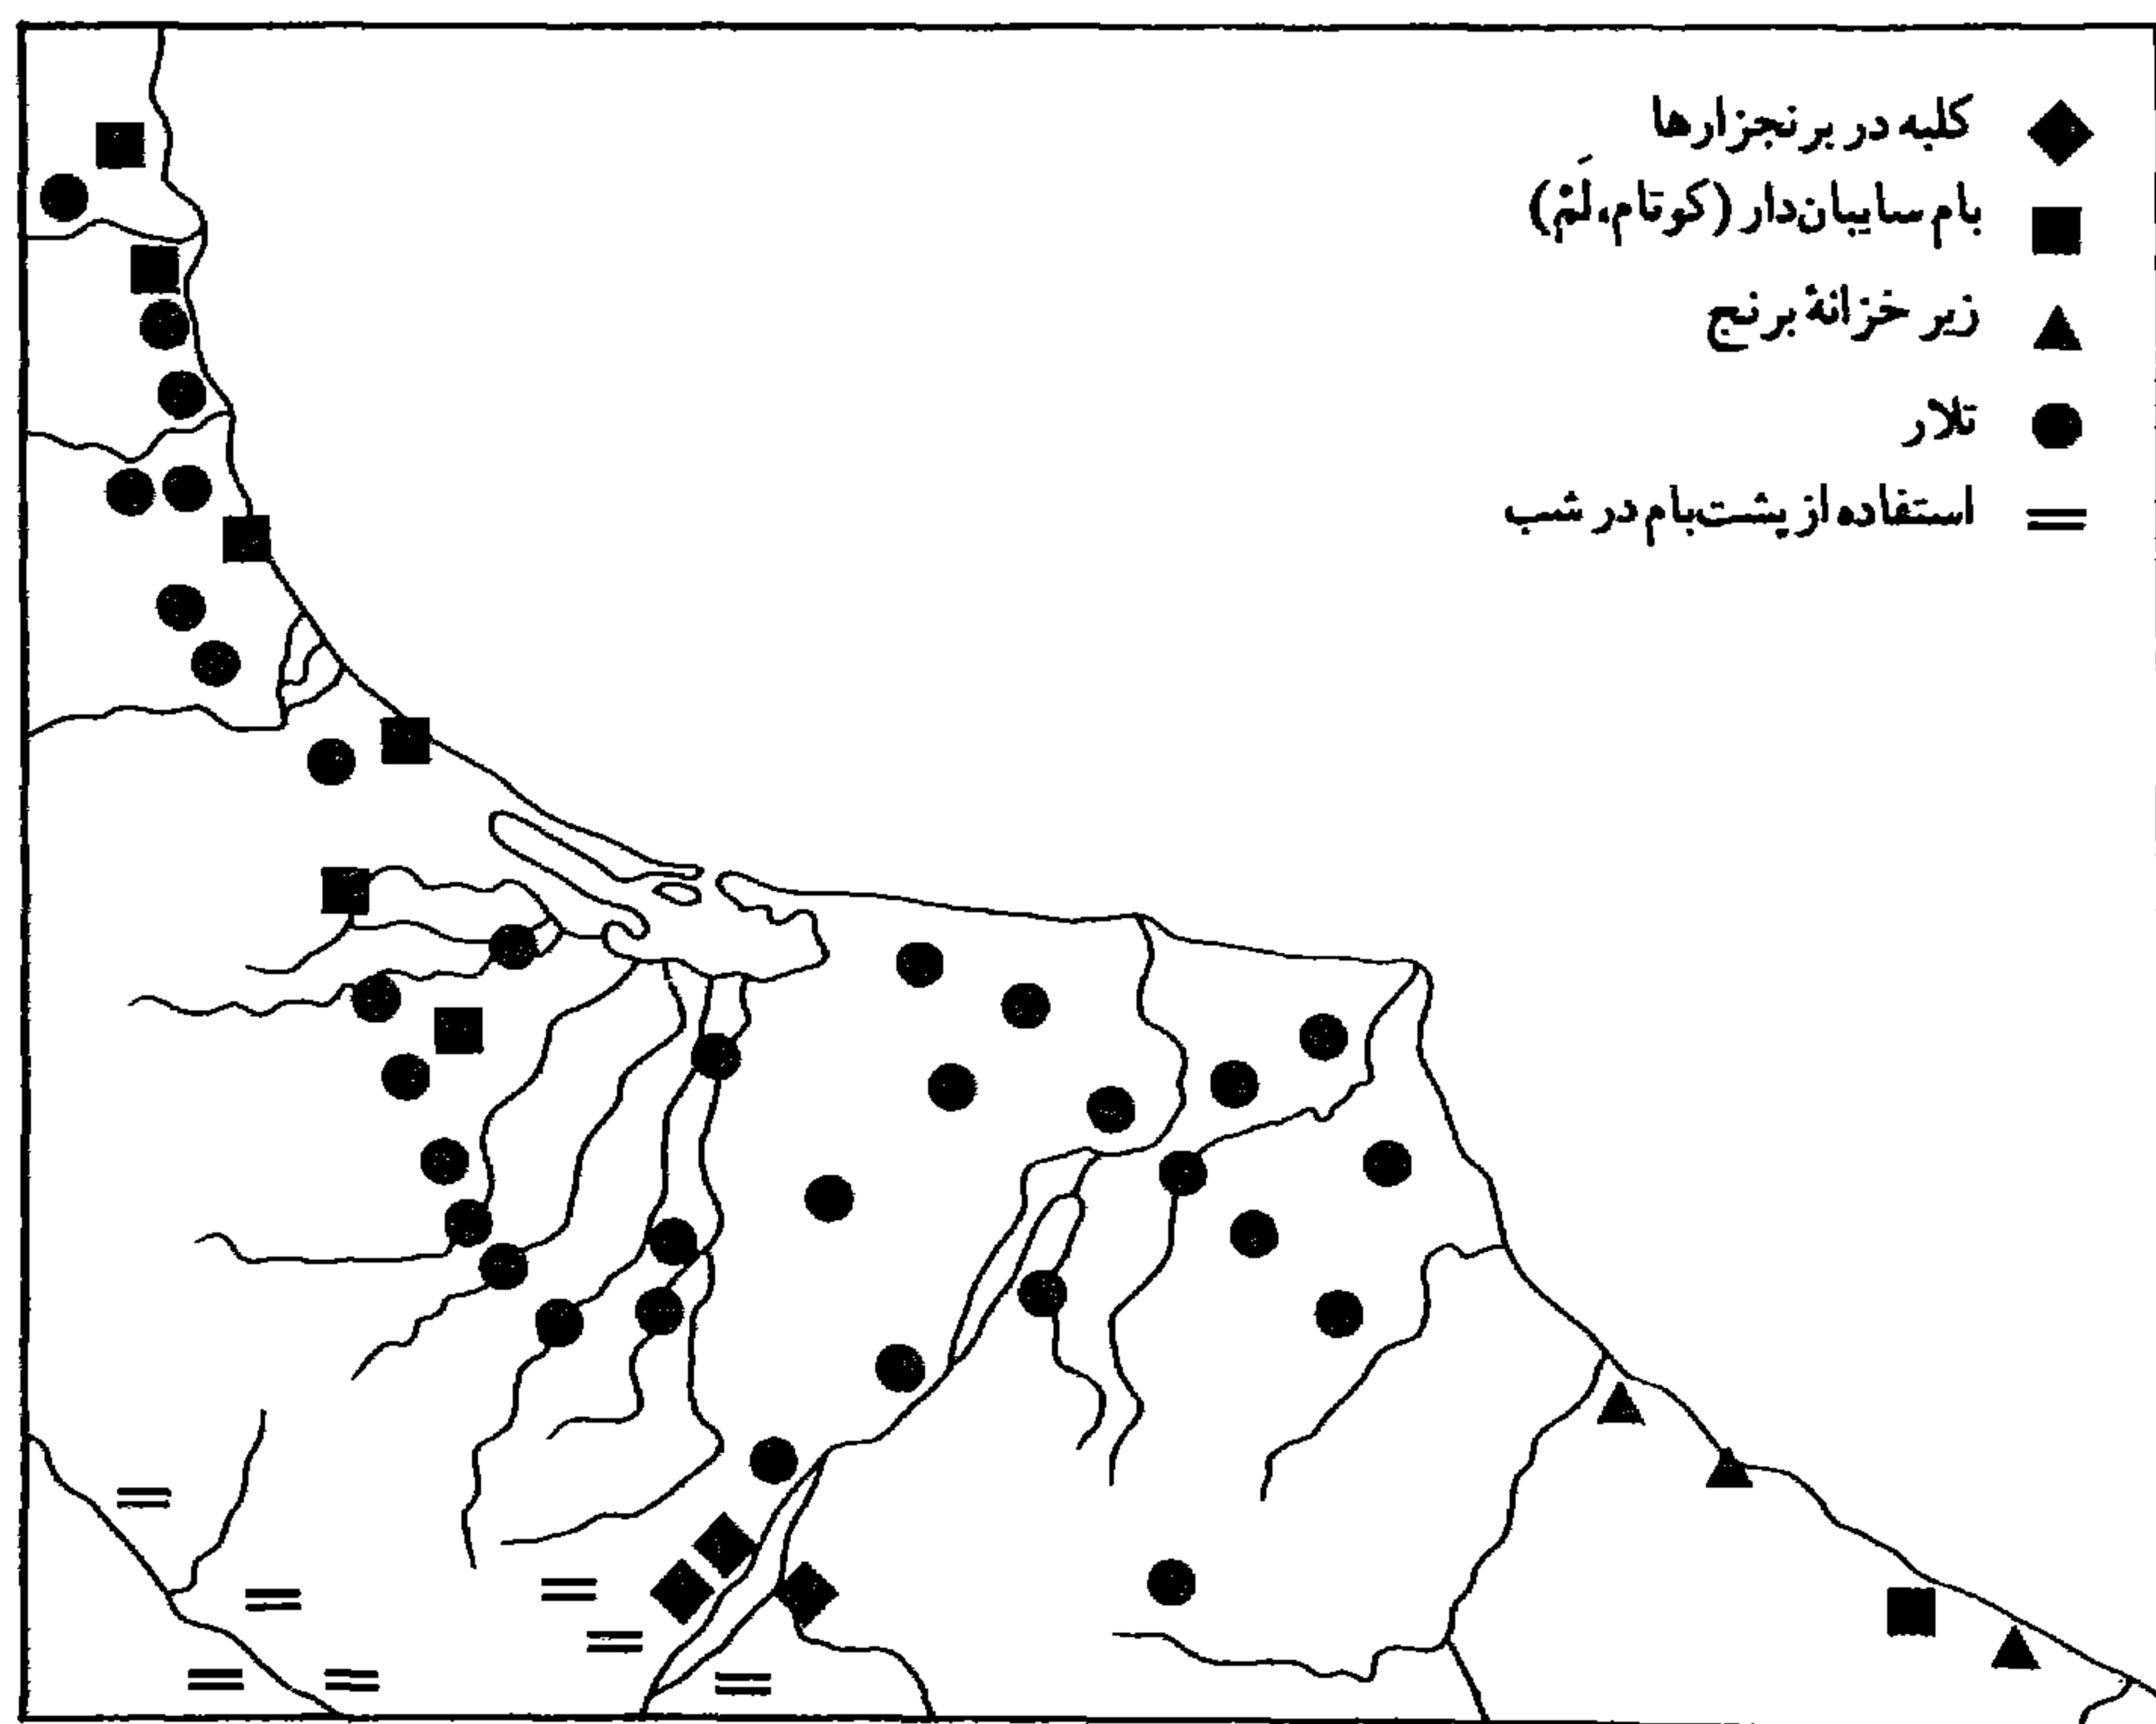 کلبه در برنجزارها
بام سایبان‌دار (کوتام، لَمْ)
زیر خزانهٔ برنج
تلار
استفاده از پشت‌بام در شب